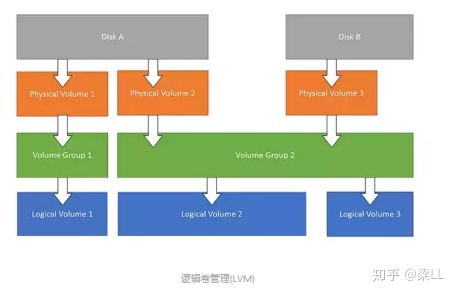 Disk A
Disk B
Physical Volume 1
Physical Volume 2
Physical Volume 3
Volume Group 1
Volume Group 2
Logical Volume 1
Logical Volume 2
Logical Volume 3
知乎 @梁LL
逻辑卷管理(LVM)